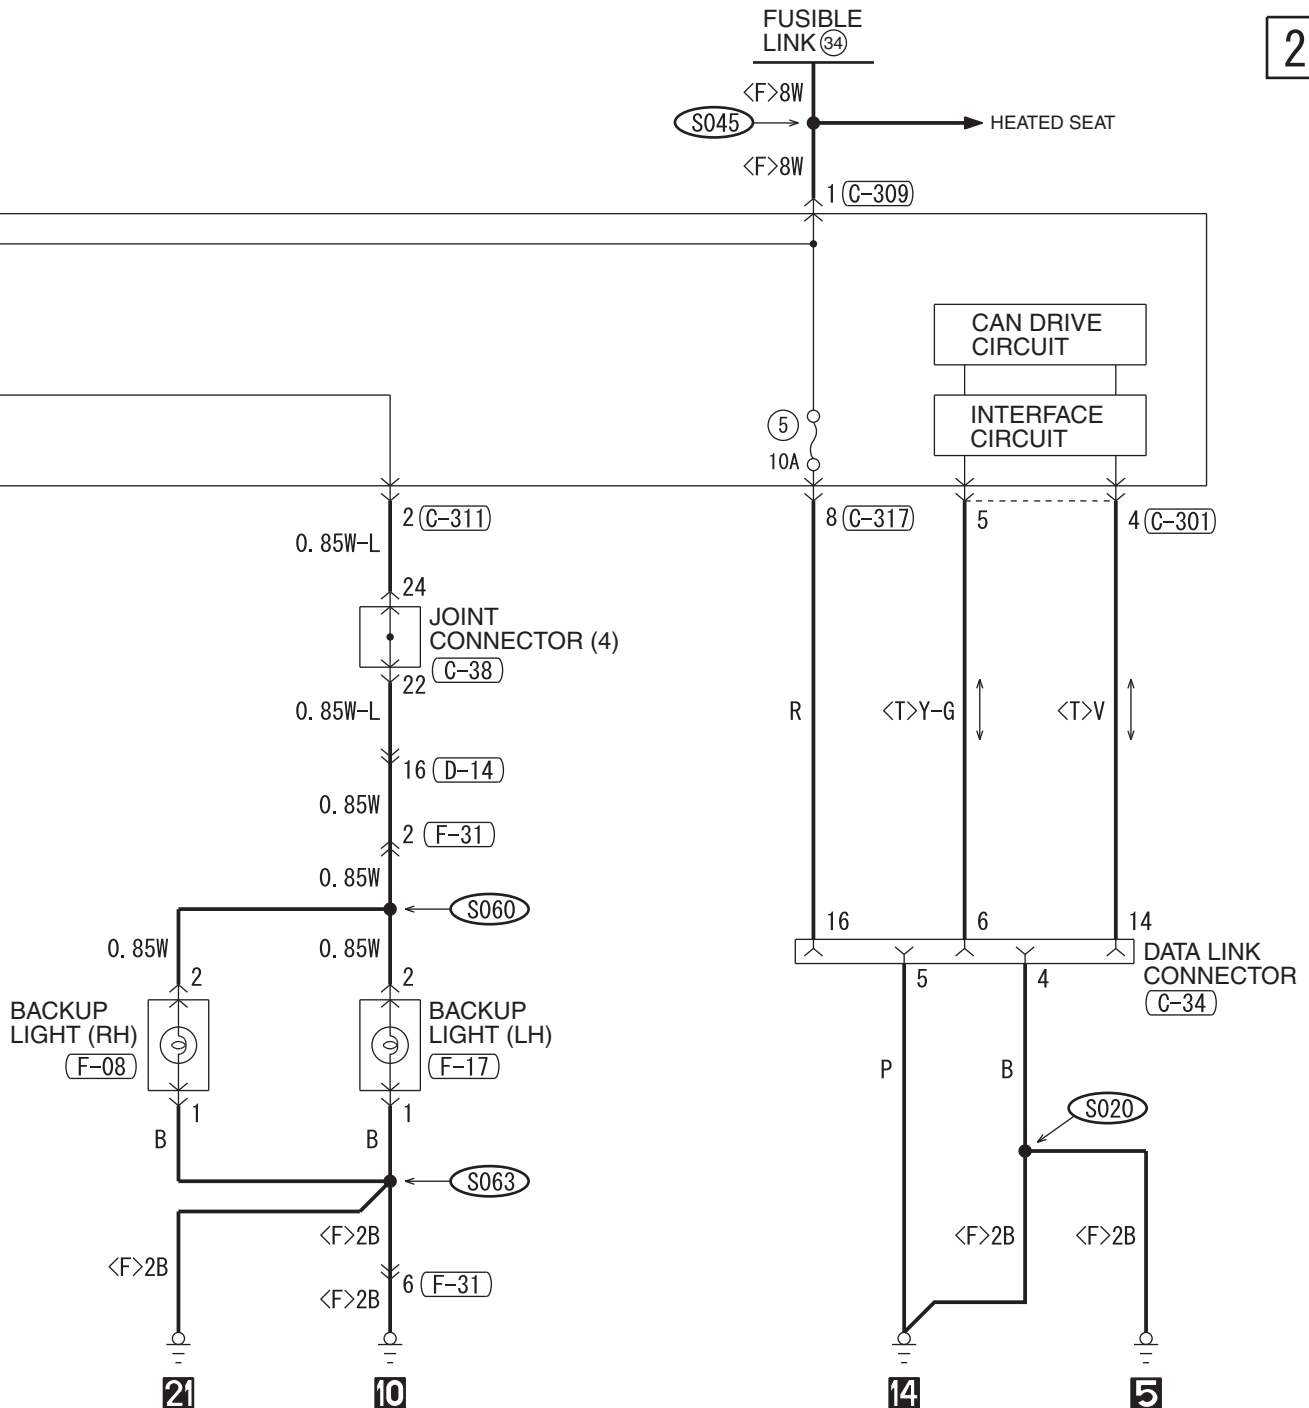 FUSIBLE
LINK 34
2
<F>8W
S045
HEATED SEAT
<F>8W
1 C-309
CAN DRIVE
CIRCUIT
INTERFACE
CIRCUIT
5
10A
2 C-311
8 C-317
5
4 C-301
0.85W-L
24
JOINT
CONNECTOR (4)
C-38
22
0.85W-L
R
<T>Y-G
<T>V
16 D-14
0.85W
2 F-31
0.85W
S060
16
6
14
0.85W
0.85W
DATA LINK
CONNECTOR
C-34
5
4
2
2
BACKUP
LIGHT (RH)
F-08
BACKUP
LIGHT (LH)
F-17
P
B
1
1
S020
B
B
S063
<F>2B
<F>2B
<F>2B
<F>2B
6 F-31
<F>2B
21
10
14
5